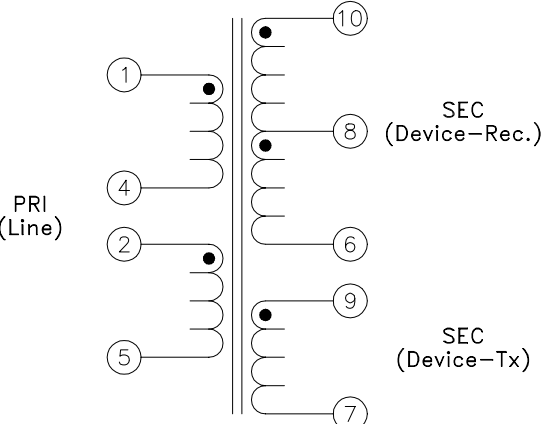 10
1
SEC
8
(Device-Rec.)
4
PRI
(Line)
2
6
9
SEC
5
(Device-Tx)
7